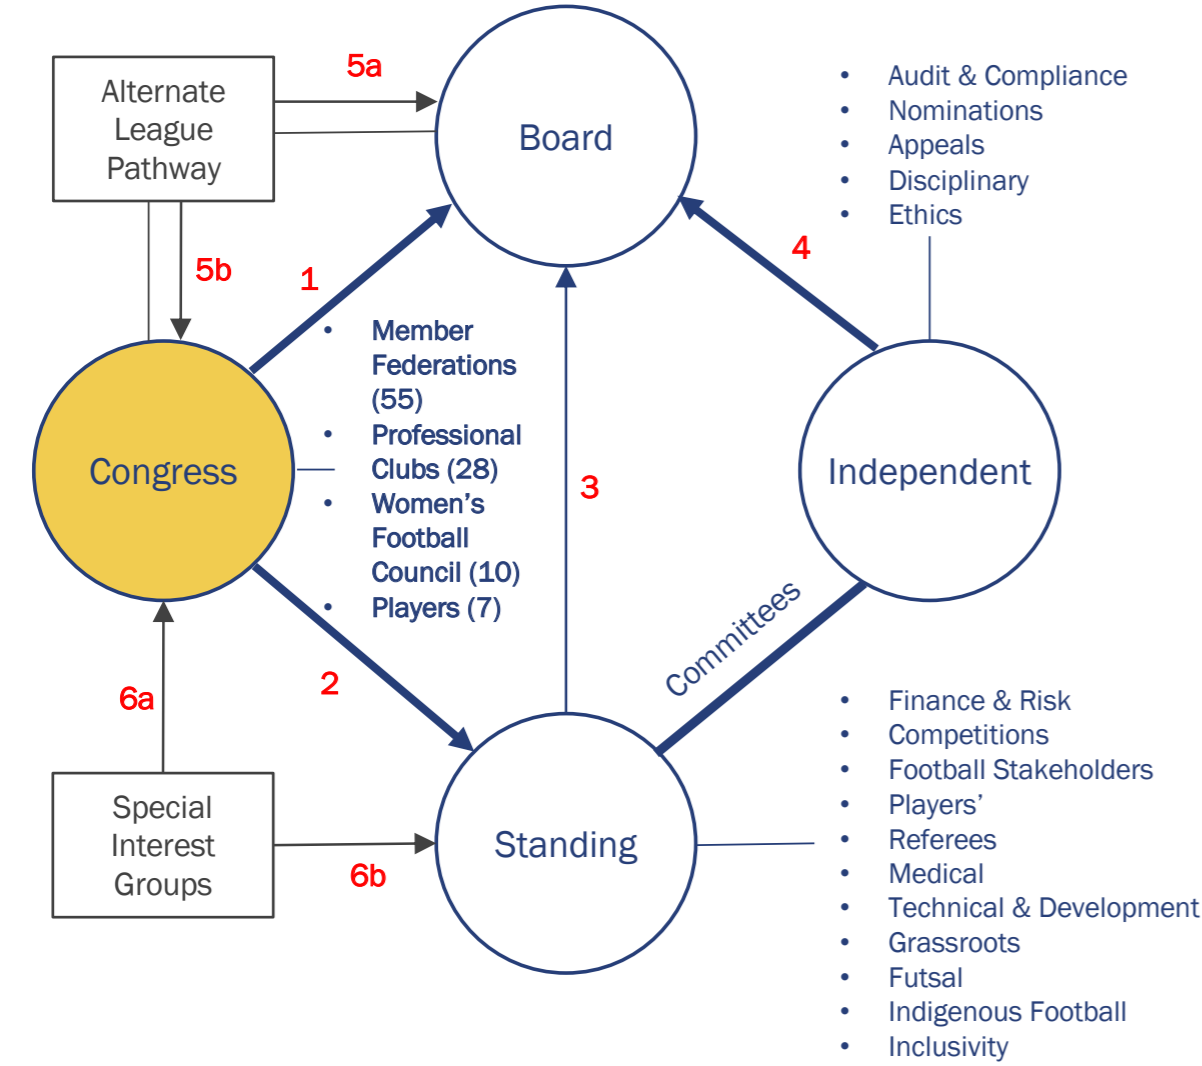 Alternate
League
Pathway
5a
Board
• Audit & Compliance
• Nominations
• Appeals
• Disciplinary
• Ethics
5b
1
4
• Member
Federations
(55)
• Professional
Clubs (28)
• Women’s
Football
Council (10)
• Players (7)
Congress
3
Independent
Committees
6a
2
Special
Interest
Groups
6b
Standing
• Finance & Risk
• Competitions
• Football Stakeholders
• Players’
• Referees
• Medical
• Technical & Development
• Grassroots
• Futsal
• Indigenous Football
• Inclusivity